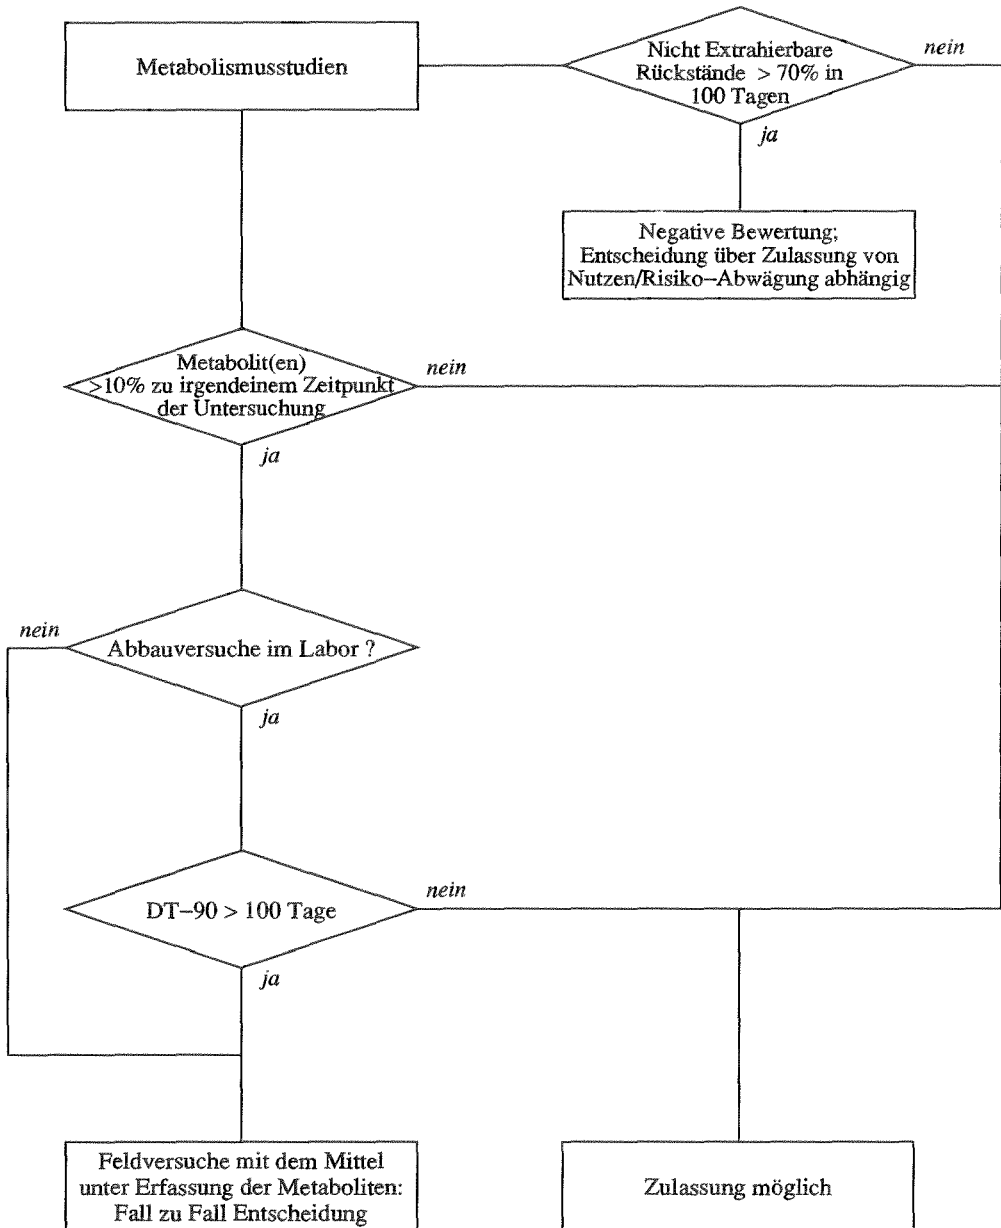 Metabolismusstudien
Nicht Extrahierbare
Rückstände > 70% in
100 Tagen
nein
ja
Negative Bewertung;
Entscheidung über Zulassung von
Nutzen/Risiko–Abwägung abhängig
Metabolit(en)
>10% zu irgendeinem Zeitpunkt
der Untersuchung
nein
ja
nein
Abbauversuche im Labor ?
ja
DT–90 > 100 Tage
nein
ja
Feldversuche mit dem Mittel
unter Erfassung der Metaboliten:
Fall zu Fall Entscheidung
Zulassung möglich